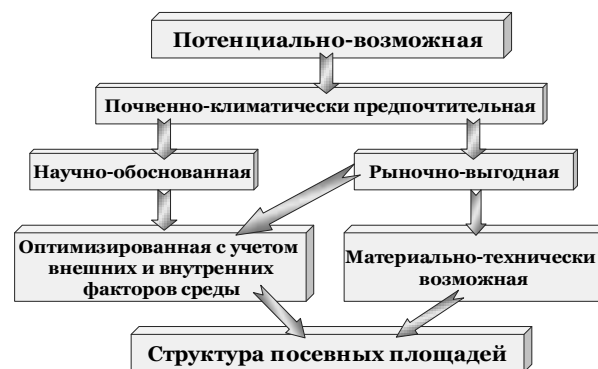 Потенциально-возможная
Почвенно-климатически предпочтительная
Научно-обоснованная
Рыночно-выгодная
Оптимизированная с учетом
внешних и внутренних
факторов среды
Материально-технически
возможная
Структура посевных площадей